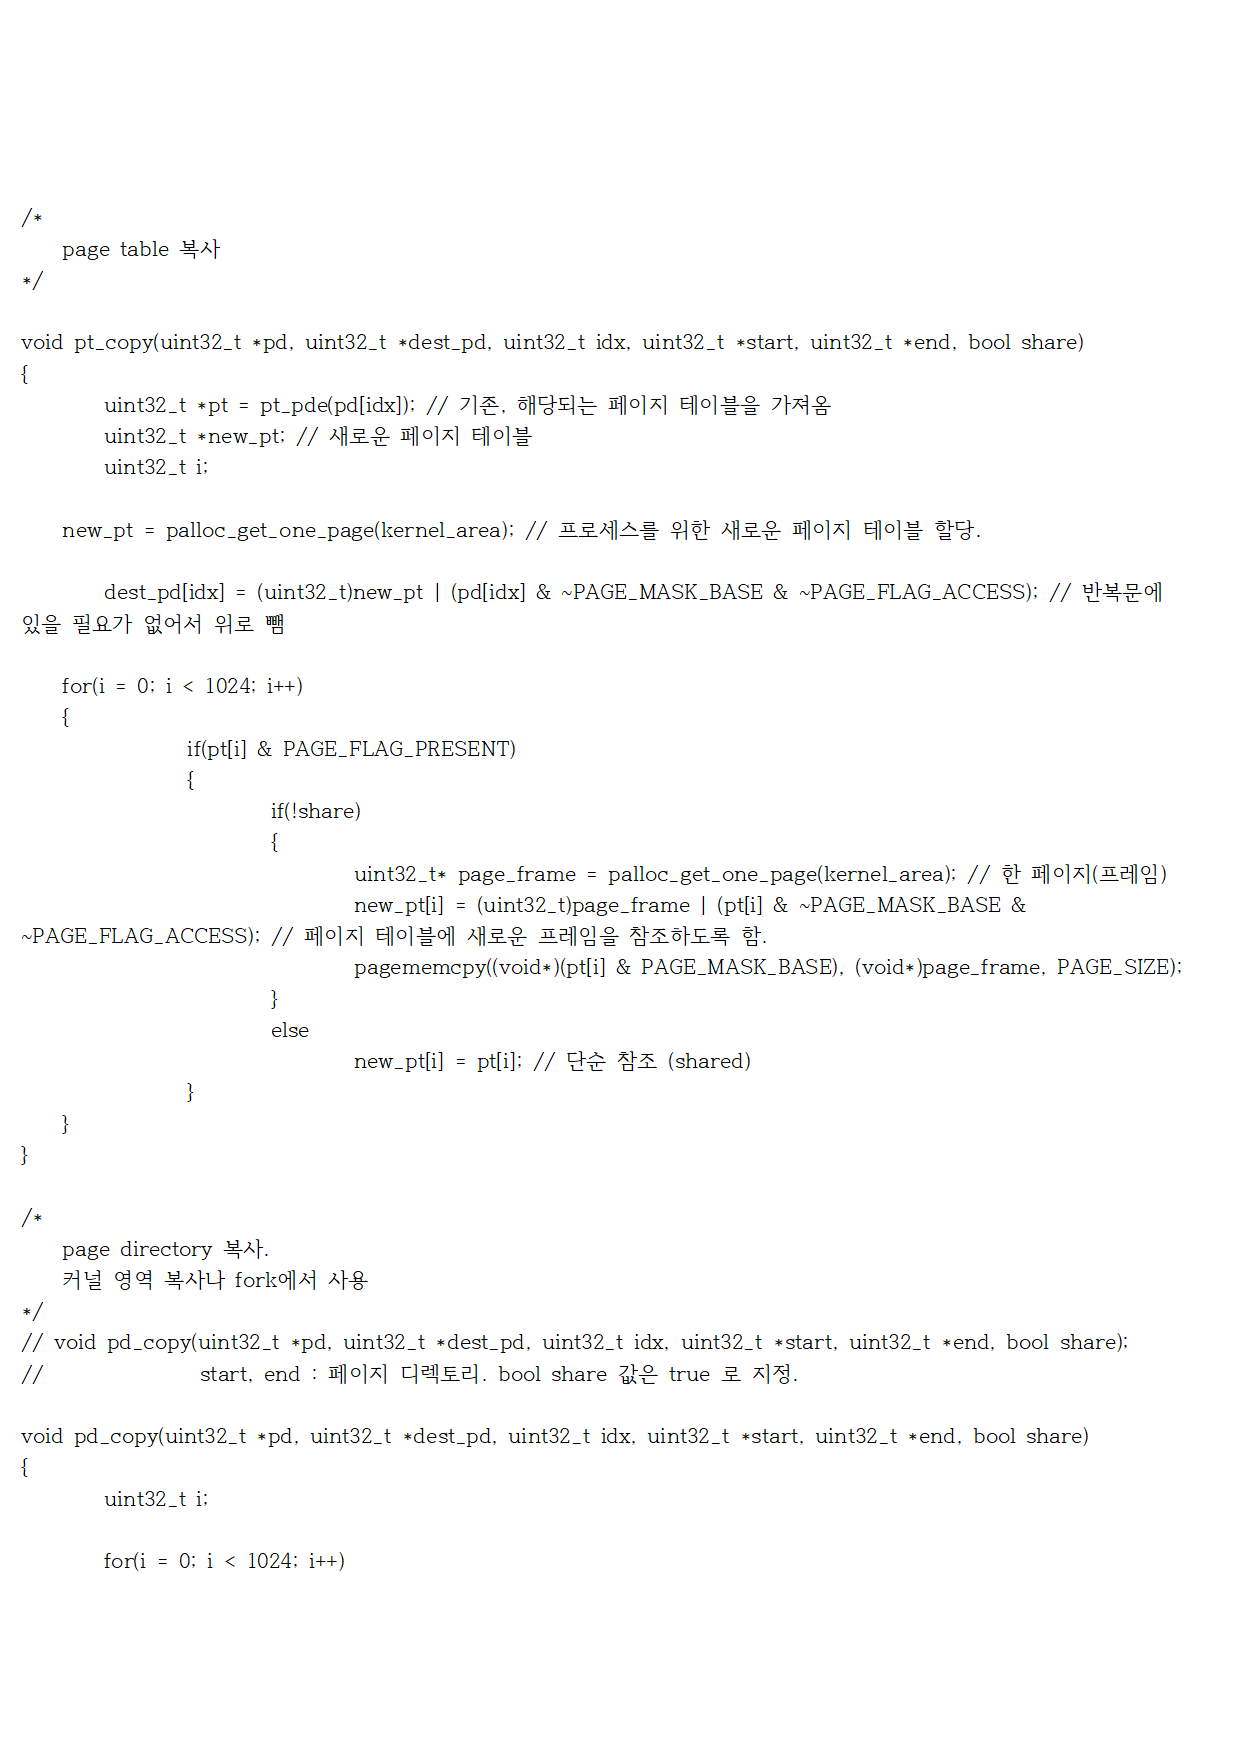 /*
    page table 복사
*/

void pt_copy(uint32_t *pd, uint32_t *dest_pd, uint32_t idx, uint32_t *start, uint32_t *end, bool share)
{
        uint32_t *pt = pt_pde(pd[idx]); // 기존, 해당되는 페이지 테이블을 가져옴
        uint32_t *new_pt; // 새로운 페이지 테이블
        uint32_t i;

    new_pt = palloc_get_one_page(kernel_area); // 프로세스를 위한 새로운 페이지 테이블 할당.

        dest_pd[idx] = (uint32_t)new_pt | (pd[idx] & ~PAGE_MASK_BASE & ~PAGE_FLAG_ACCESS); // 반복문에
있을 필요가 없어서 위로 뺌

    for(i = 0; i < 1024; i++)
    {
                if(pt[i] & PAGE_FLAG_PRESENT)
                {
                        if(!share)
                        {
                                uint32_t* page_frame = palloc_get_one_page(kernel_area); // 한 페이지(프레임)
                                new_pt[i] = (uint32_t)page_frame | (pt[i] & ~PAGE_MASK_BASE &
~PAGE_FLAG_ACCESS); // 페이지 테이블에 새로운 프레임을 참조하도록 함.
                                pagememcpy((void*)(pt[i] & PAGE_MASK_BASE), (void*)page_frame, PAGE_SIZE);
                        }
                        else
                                new_pt[i] = pt[i]; // 단순 참조 (shared)
                }
    }
}

/*
    page directory 복사.
    커널 영역 복사나 fork에서 사용
*/
// void pd_copy(uint32_t *pd, uint32_t *dest_pd, uint32_t idx, uint32_t *start, uint32_t *end, bool share);
//               start, end : 페이지 디렉토리. bool share 값은 true 로 지정.

void pd_copy(uint32_t *pd, uint32_t *dest_pd, uint32_t idx, uint32_t *start, uint32_t *end, bool share)
{
        uint32_t i;

        for(i = 0; i < 1024; i++)